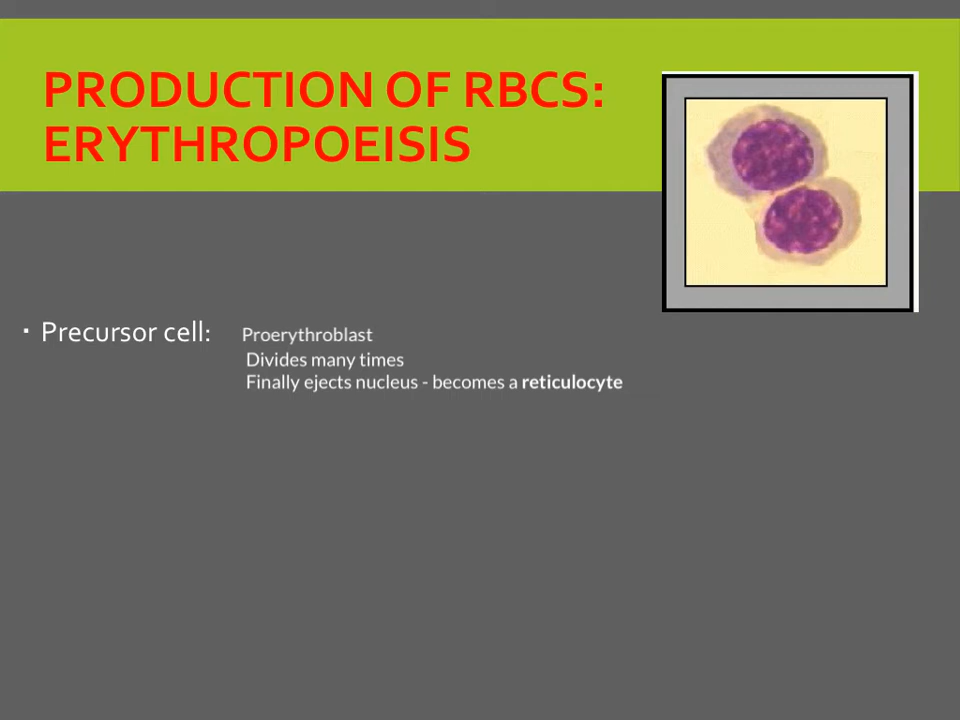 PRODUCTION OF RBCS:
ERYTHROPOEISIS
▪ Precursor cell: Proerythroblast
Divides many times
Finally ejects nucleus - becomes a reticulocyte